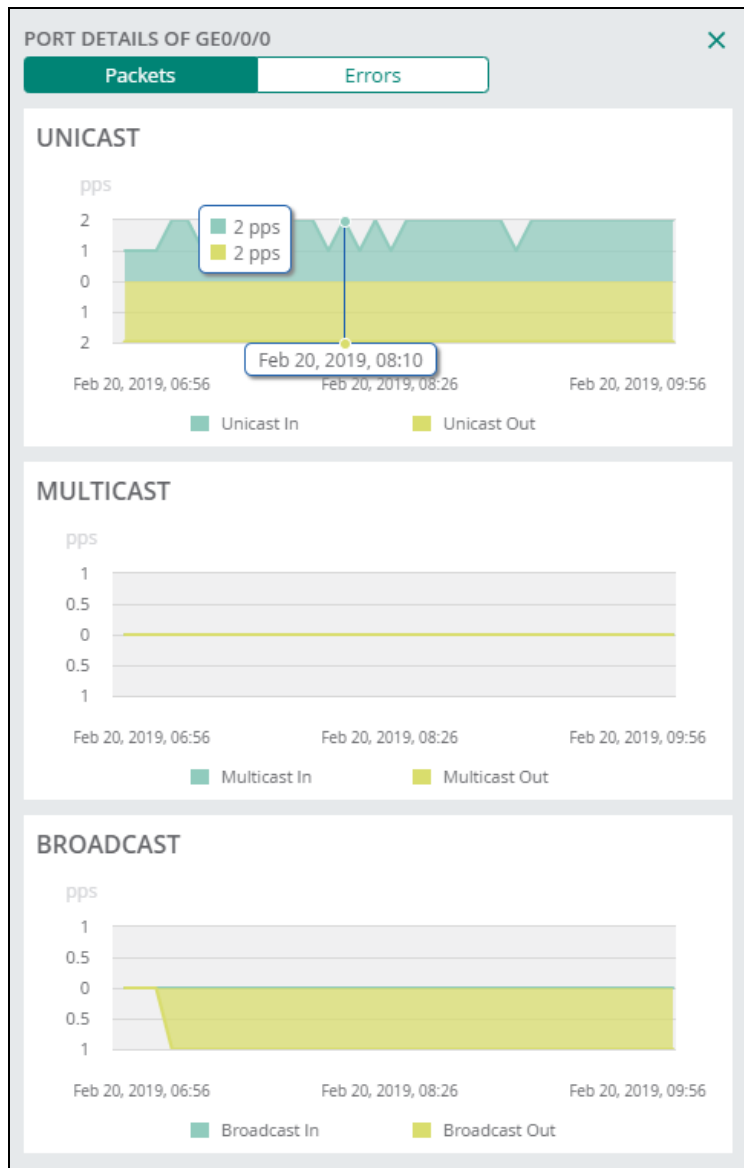 PORT DETAILS OF GE0/0/0
Packets Errors
UNICAST
pps
2
2 pps
1
2 pps
0
1
2
Feb 20, 2019, 08:10
Feb 20, 2019, 06:56 Feb 20, 2019, 08:26 Feb 20, 2019, 09:56
Unicast In Unicast Out
MULTICAST
pps
1
0.5
0
0.5
1
Feb 20, 2019, 06:56 Feb 20, 2019, 08:26 Feb 20, 2019, 09:56
Multicast In Multicast Out
BROADCAST
pps
1
0.5
0
0.5
1
Feb 20, 2019, 06:56 Feb 20, 2019, 08:26 Feb 20, 2019, 09:56
Broadcast In Broadcast Out